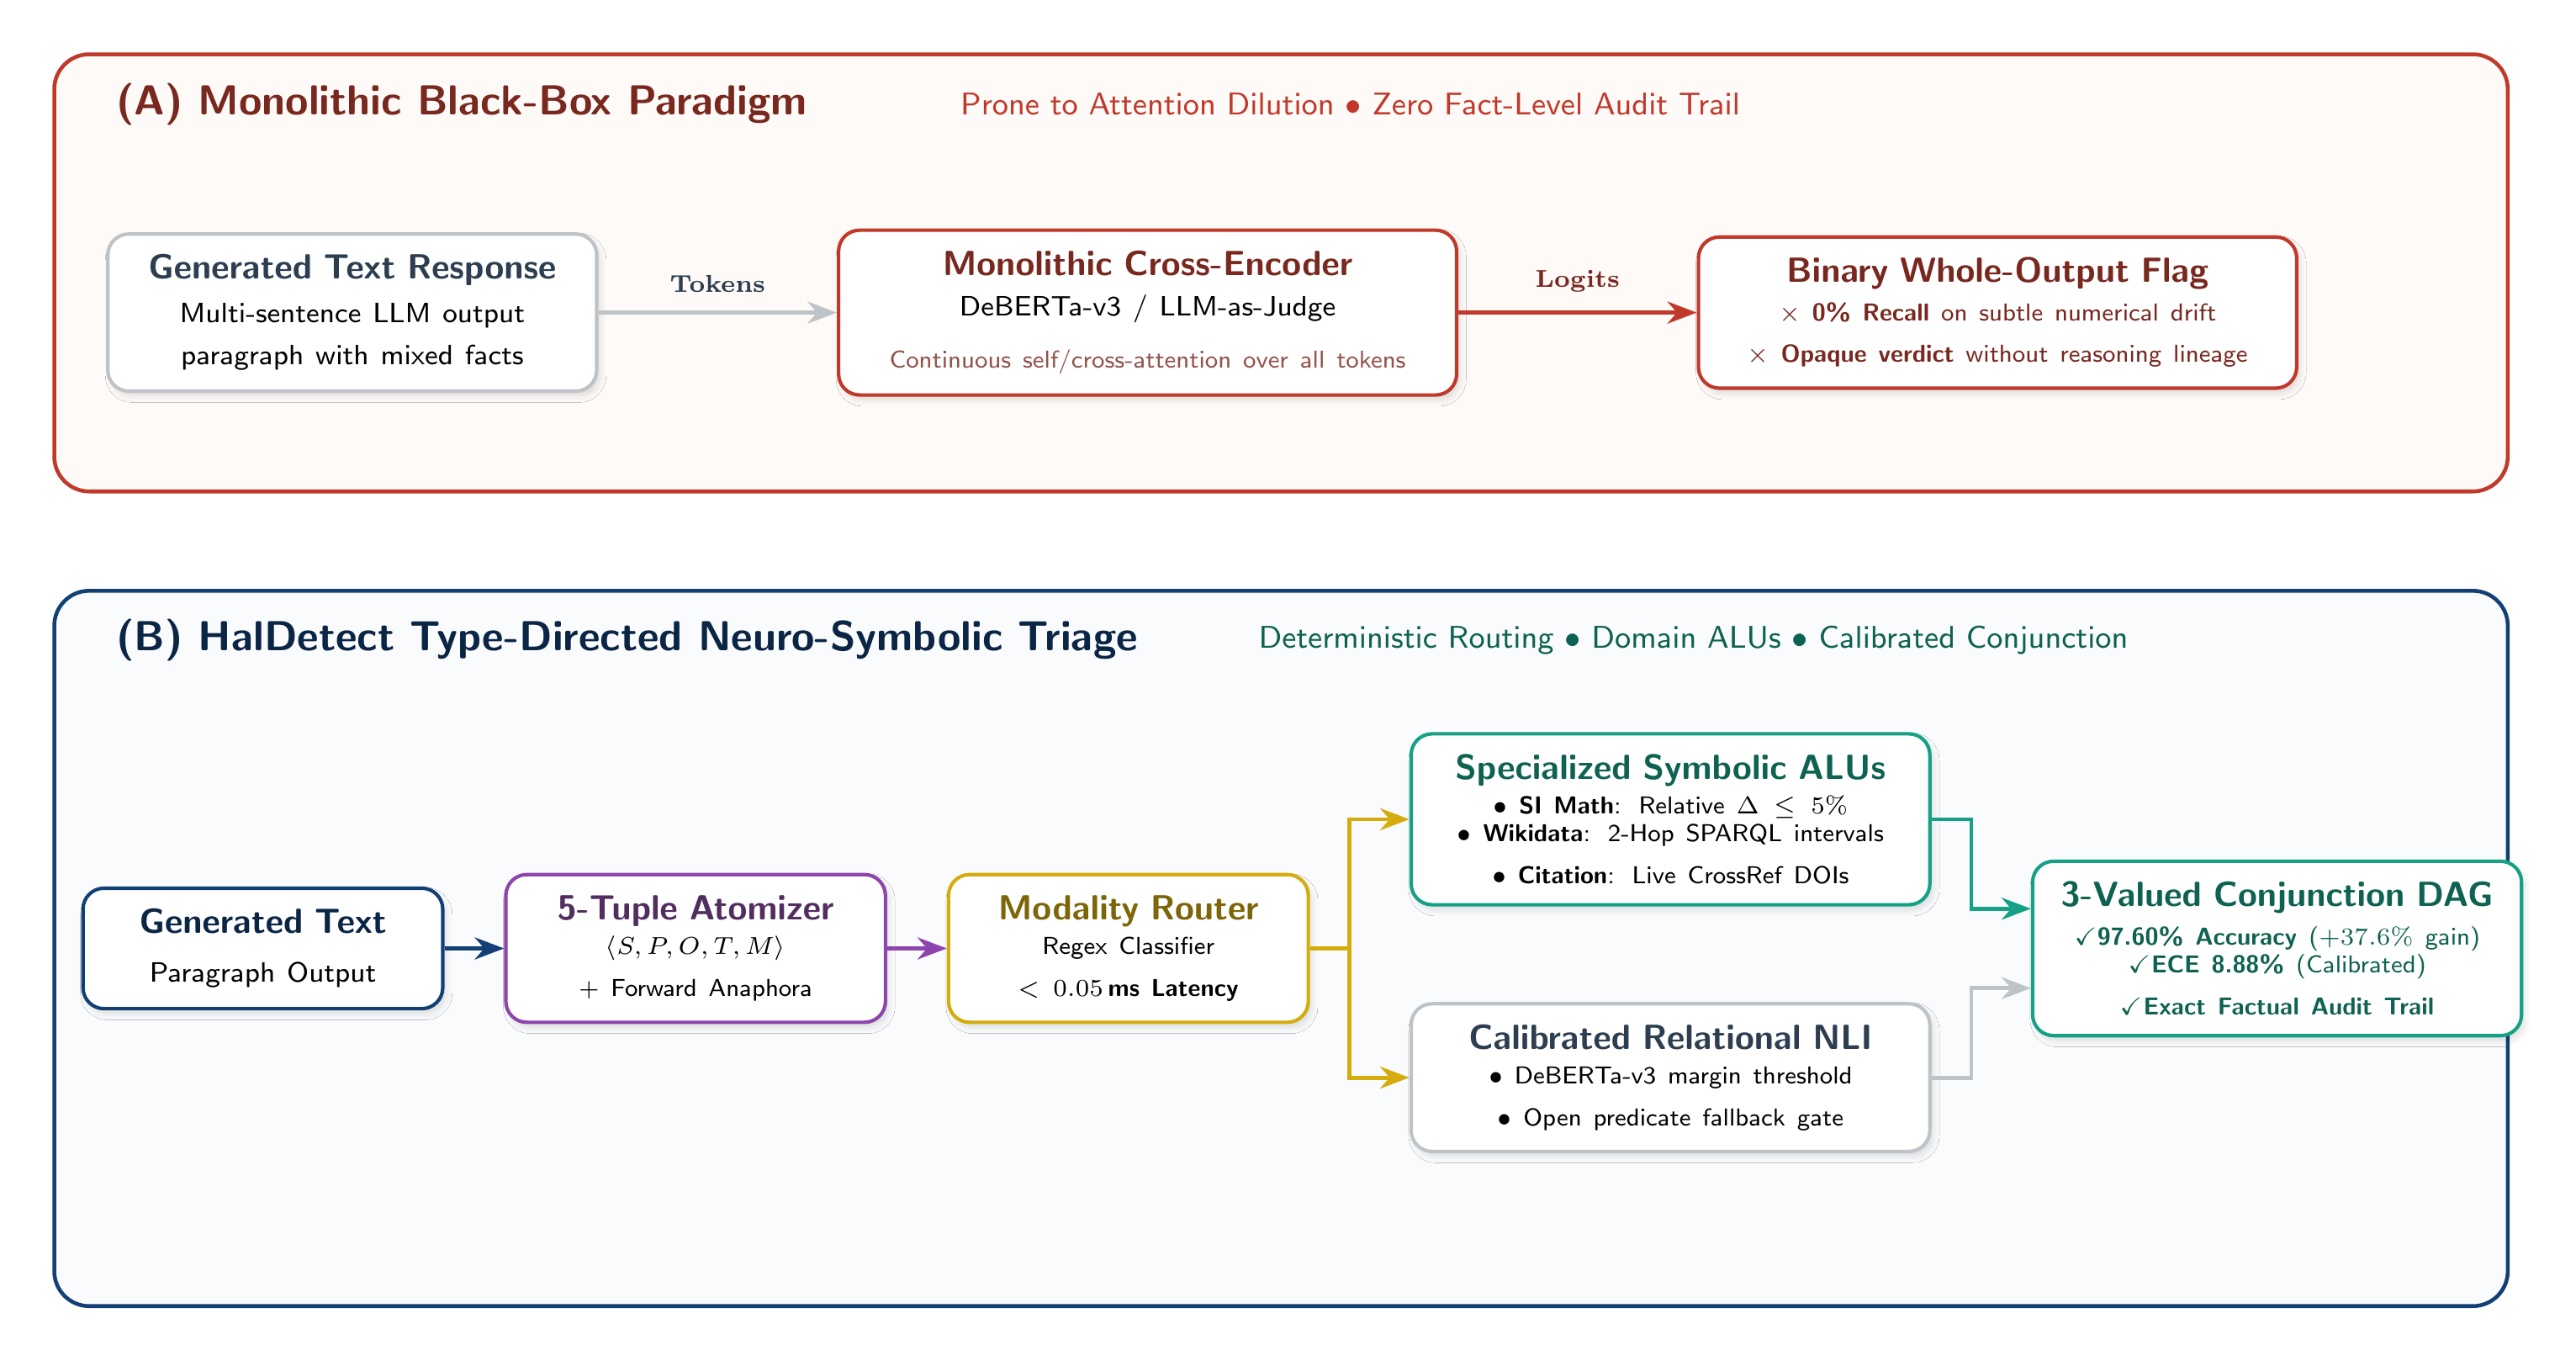 (A) Monolithic Black-Box Paradigm
Prone to Attention Dilution • Zero Fact-Level Audit Trail
Generated Text Response
Multi-sentence LLM output
paragraph with mixed facts
Tokens
Monolithic Cross-Encoder
DeBERTa-v3 / LLM-as-Judge
Continuous self/cross-attention over all tokens
Logits
Binary Whole-Output Flag
× 0% Recall on subtle numerical drift
× Opaque verdict without reasoning lineage
(B) HalDetect Type-Directed Neuro-Symbolic Triage
Deterministic Routing • Domain ALUs • Calibrated Conjunction
Generated Text
Paragraph Output
5-Tuple Atomizer
⟨S, P, O, T, M⟩
+ Forward Anaphora
Modality Router
Regex Classifier
< 0.05 ms Latency
Specialized Symbolic ALUs
• SI Math: Relative Δ ≤ 5%
• Wikidata: 2-Hop SPARQL intervals
• Citation: Live CrossRef DOIs
Calibrated Relational NLI
• DeBERTa-v3 margin threshold
• Open predicate fallback gate
3-Valued Conjunction DAG
✓97.60% Accuracy (+37.6% gain)
✓ECE 8.88% (Calibrated)
✓Exact Factual Audit Trail